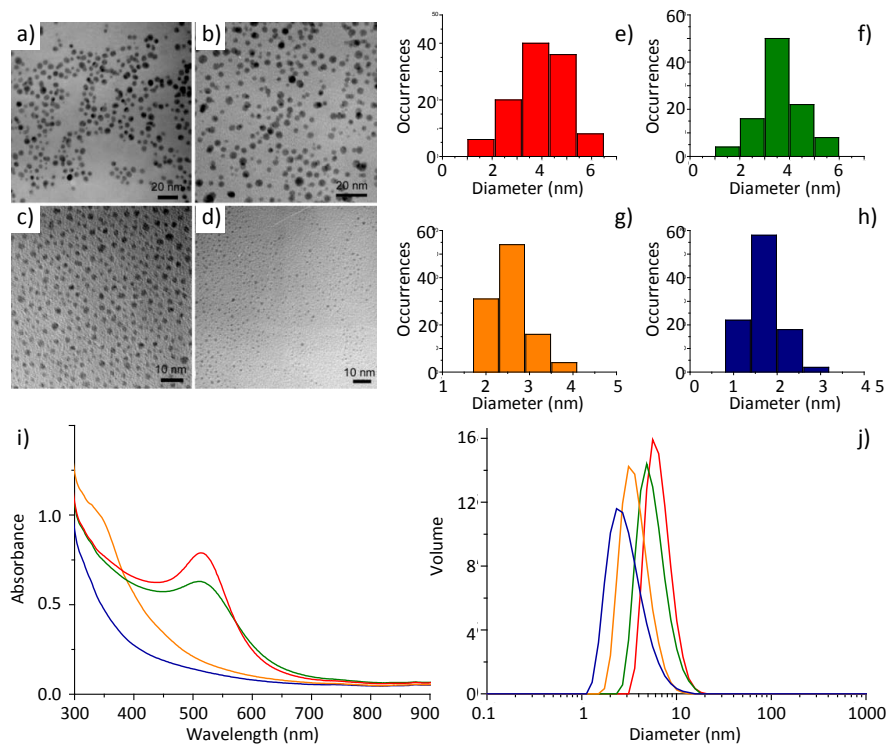 a)
b)
20 nm
20 nm
c)
d)
10 nm
10 nm
e)
Occurrences
40
20
0
0 2 4 6
Diameter (nm)
f)
Occurrences
60
40
20
0
0 2 4 6
Diameter (nm)
g)
Occurrences
60
40
20
0
1 2 3 4 5
Diameter (nm)
h)
Occurrences
60
40
20
0
0 1 2 3 4 5
Diameter (nm)
i)
Absorbance
1.0
0.5
0.0
300 400 500 600 700 800 900
Wavelength (nm)
j)
Volume
16
12
8
4
0
0.1 1 10 100 1000
Diameter (nm)